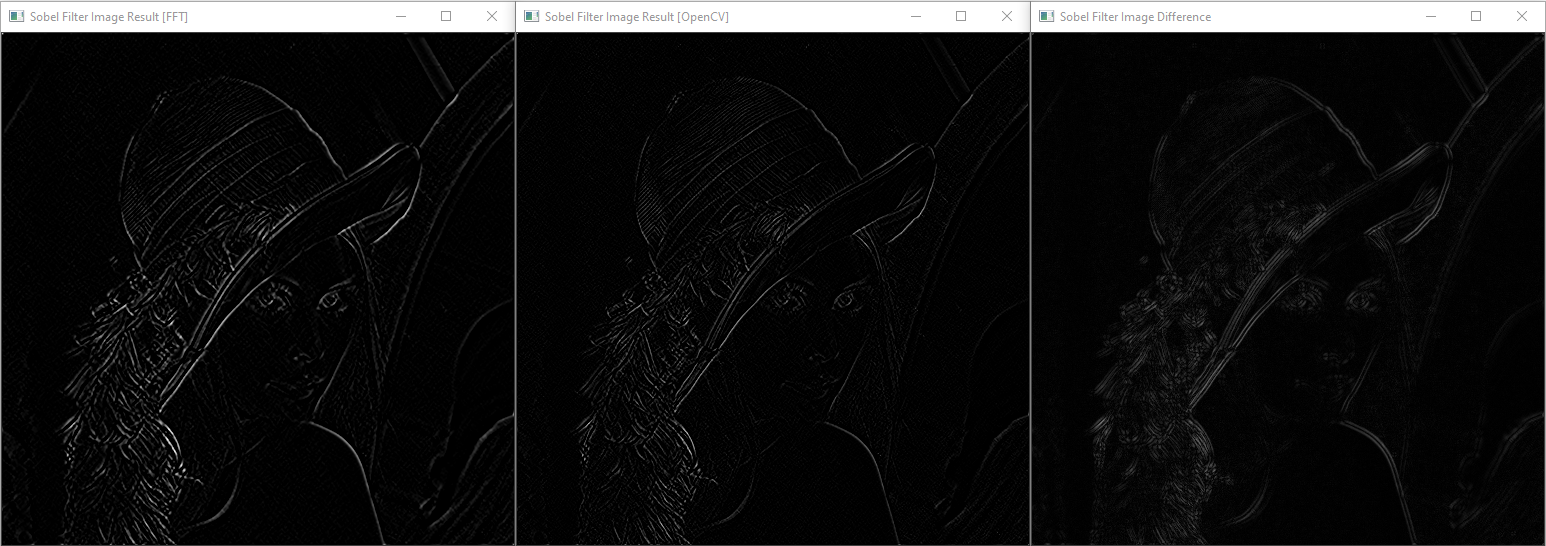 Sobel Filter Image Result [FFT]
Sobel Filter Image Result [OpenCV]
Sobel Filter Image Difference